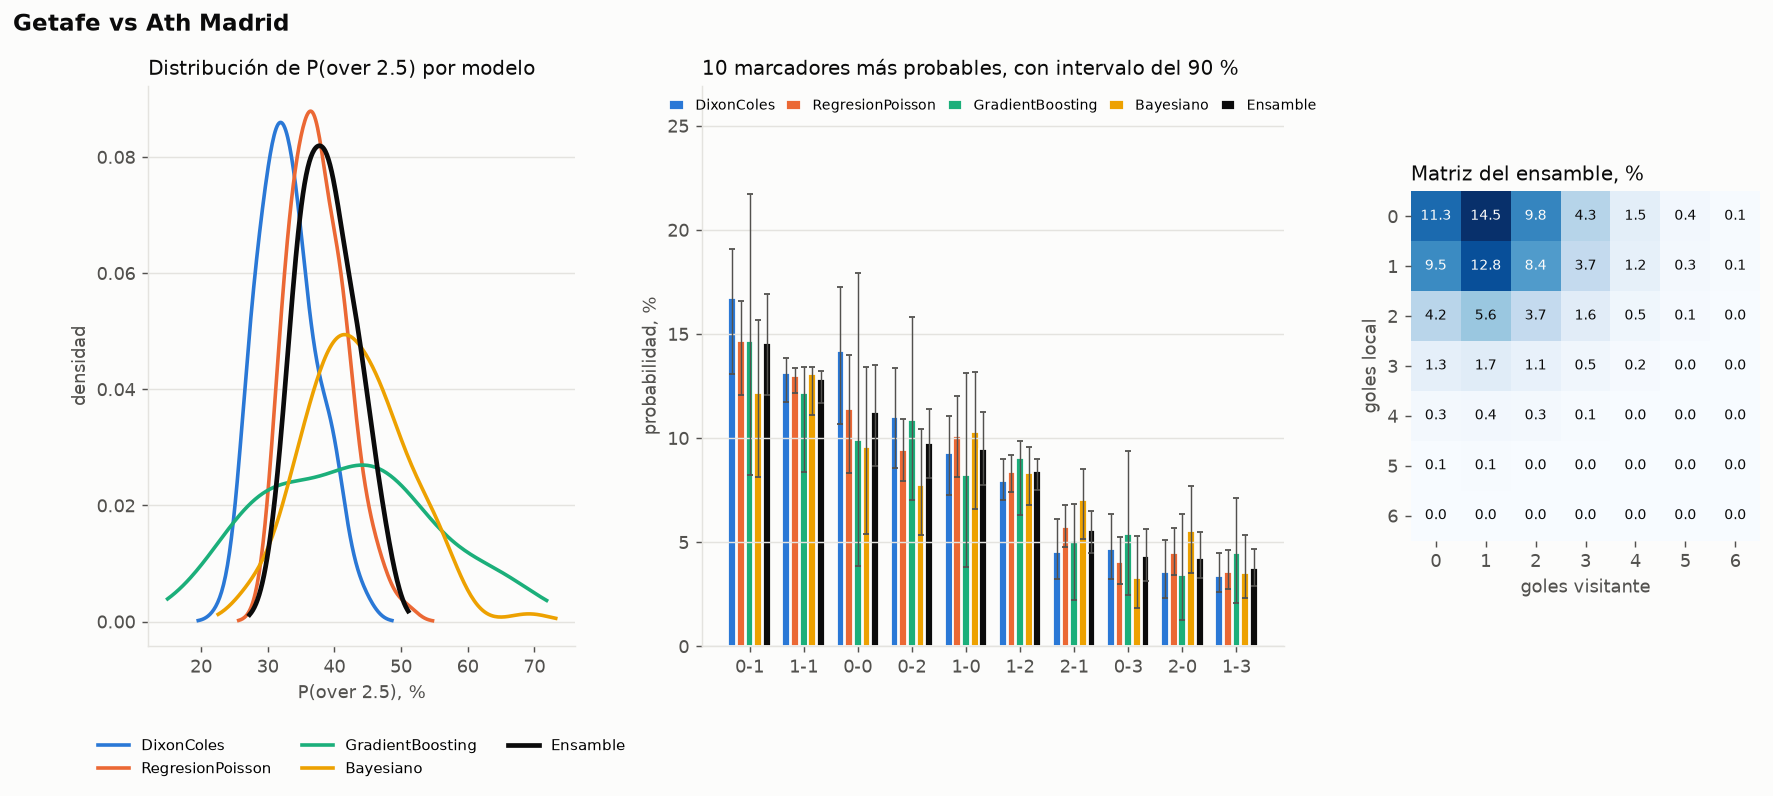 Getafe vs Ath Madrid
Distribución de P(over 2.5) por modelo
densidad
0.08
0.06
0.04
0.02
0.00
20 30 40 50 60 70
P(over 2.5), %
DixonColes GradientBoosting Ensamble
RegresionPoisson Bayesiano
10 marcadores más probables, con intervalo del 90 %
DixonColes RegresionPoisson GradientBoosting Bayesiano Ensamble
probabilidad, %
25
20
15
10
5
0
0-1 1-1 0-0 0-2 1-0 1-2 2-1 0-3 2-0 1-3
Matriz del ensamble, %
goles local
0 11.3 14.5 9.8 4.3 1.5 0.4 0.1
1 9.5 12.8 8.4 3.7 1.2 0.3 0.1
2 4.2 5.6 3.7 1.6 0.5 0.1 0.0
3 1.3 1.7 1.1 0.5 0.2 0.0 0.0
4 0.3 0.4 0.3 0.1 0.0 0.0 0.0
5 0.1 0.1 0.0 0.0 0.0 0.0 0.0
6 0.0 0.0 0.0 0.0 0.0 0.0 0.0
0 1 2 3 4 5 6
goles visitante